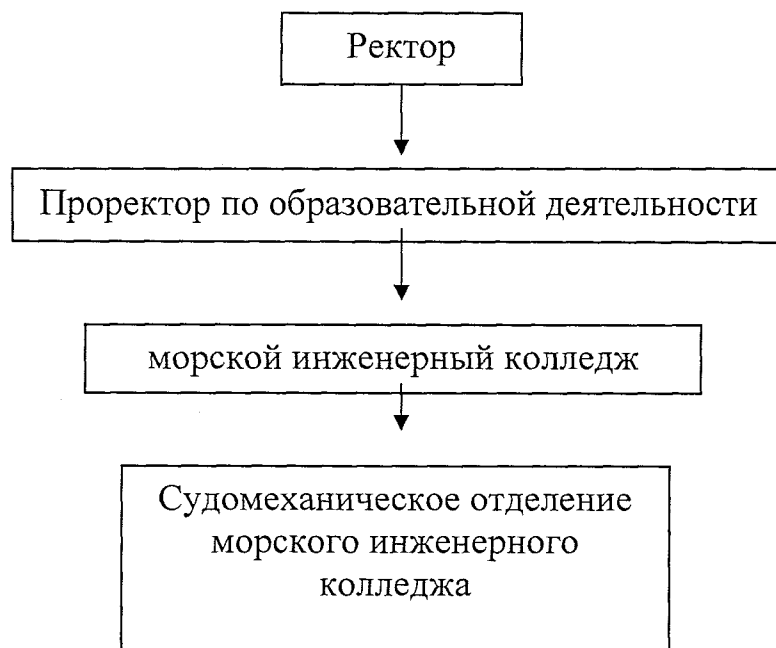 Ректор
Проректор по образовательной деятельности
морской инженерный колледж
Судомеханическое отделение
морского инженерного
колледжа